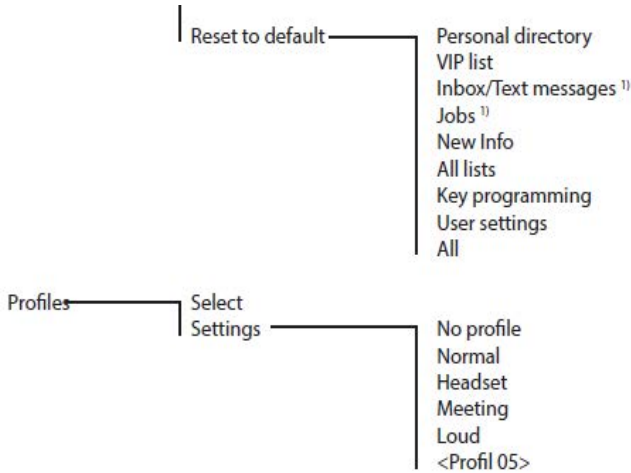 Reset to default Personal directory
VIP list
Inbox/Text messages 1)
Jobs 1)
New Info
All lists
Key programming
User settings
All
Profiles Select
Settings No profile
Normal
Headset
Meeting
Loud
<Profil 05>